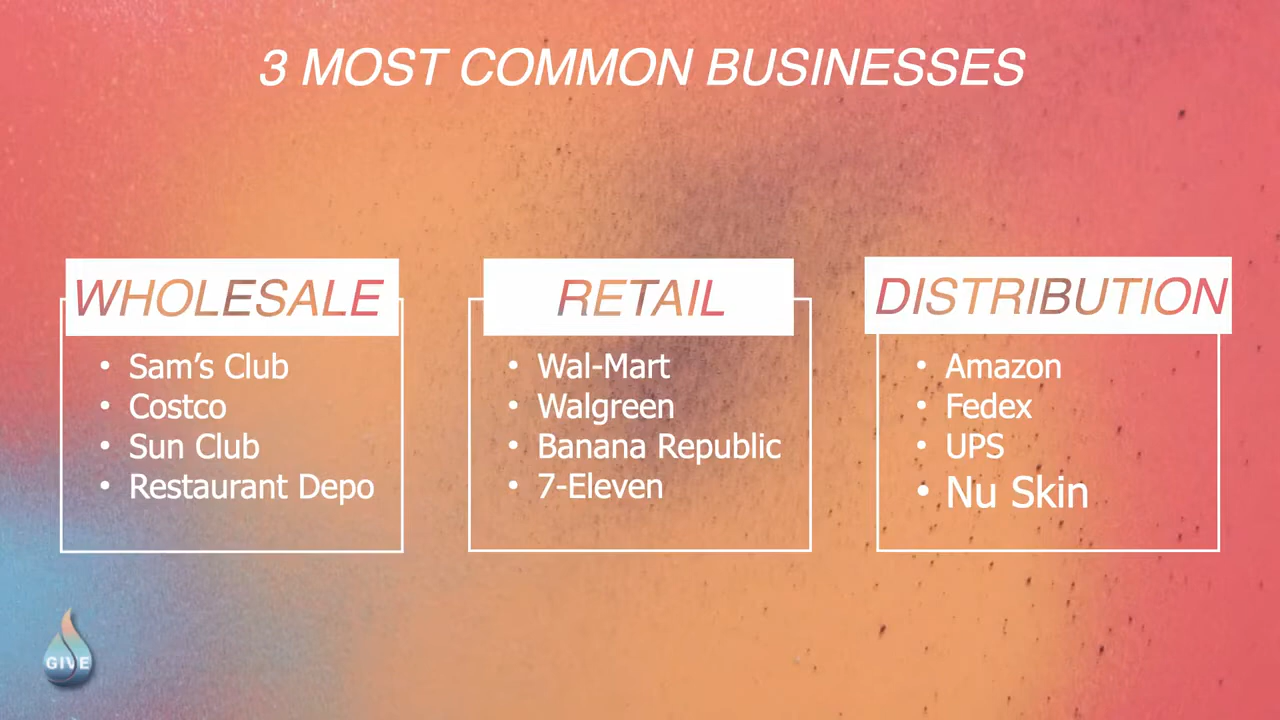 3 MOST COMMON BUSINESSES
WHOLESALE
• Sam’s Club
• Costco
• Sun Club
• Restaurant Depo
RETAIL
• Wal-Mart
• Walgreen
• Banana Republic
• 7-Eleven
DISTRIBUTION
• Amazon
• Fedex
• UPS
• Nu Skin
GIVE